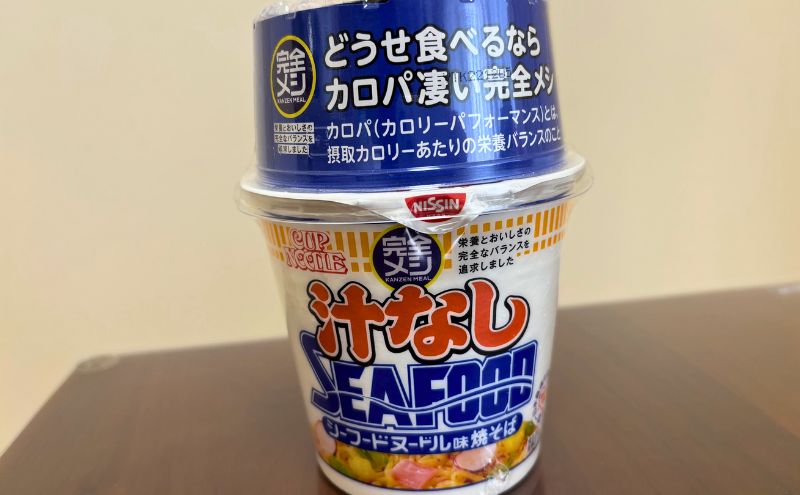 完全
メシ
KANZEN MEAL
栄養とおいしさの
完全なバランスを
追求しました
どうせ食べるなら
カロパ凄い完全メシ
カロパ(カロリーパフォーマンス)とは、
摂取カロリーあたりの栄養バランスのこと
NISSIN
CUP
NOODLE
完全
メシ
KANZEN MEAL
栄養とおいしさの
完全なバランスを
追求しました
汁なし
SEAFOOD
シーフードヌードル味焼そば